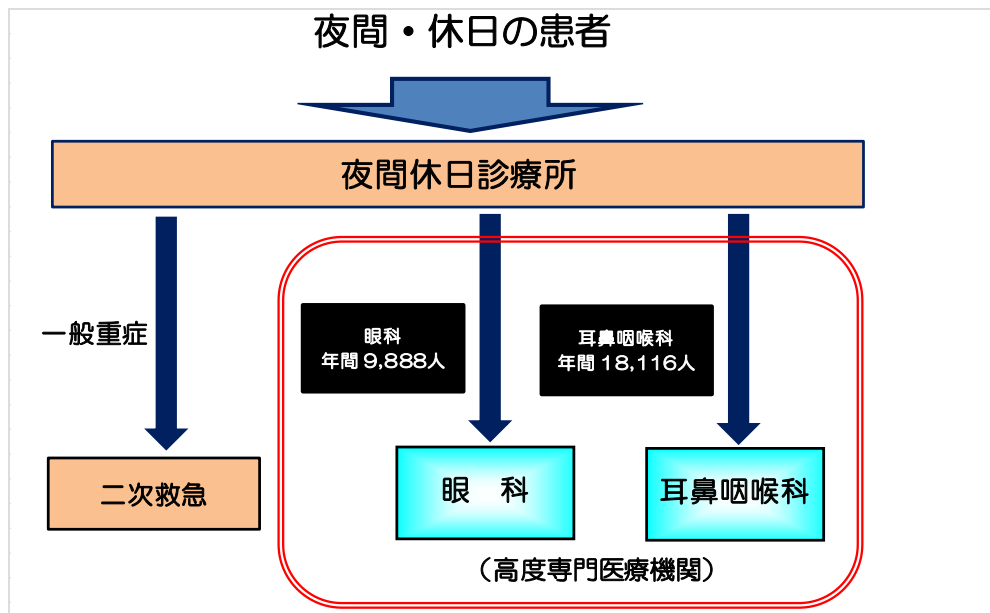 夜間・休日の患者
夜間休日診療所
一般重症
眼科
年間 9,888人
耳鼻咽喉科
年間 18,116人
二次救急
眼　科
耳鼻咽喉科
（高度専門医療機関）